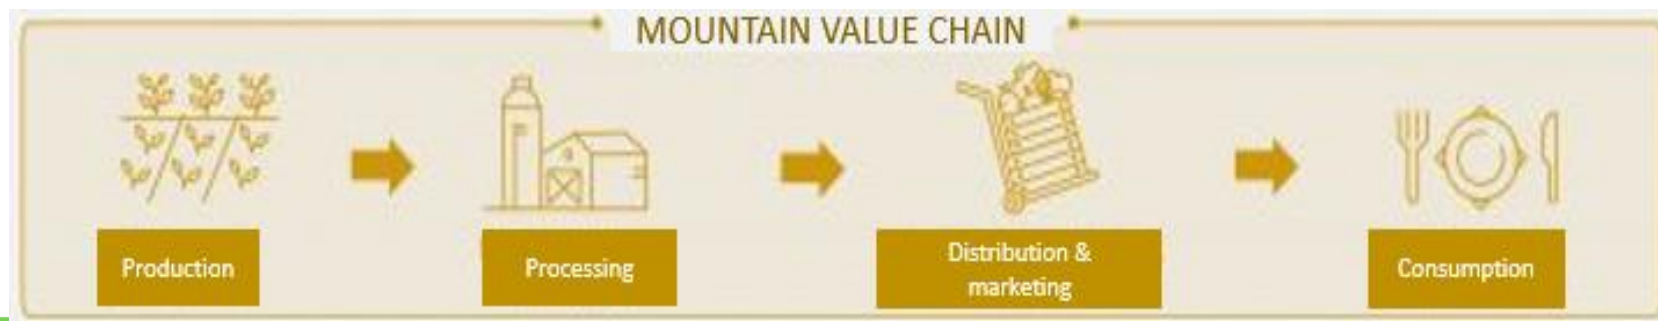 MOUNTAIN VALUE CHAIN
Production
Processing
Distribution &
marketing
Consumption